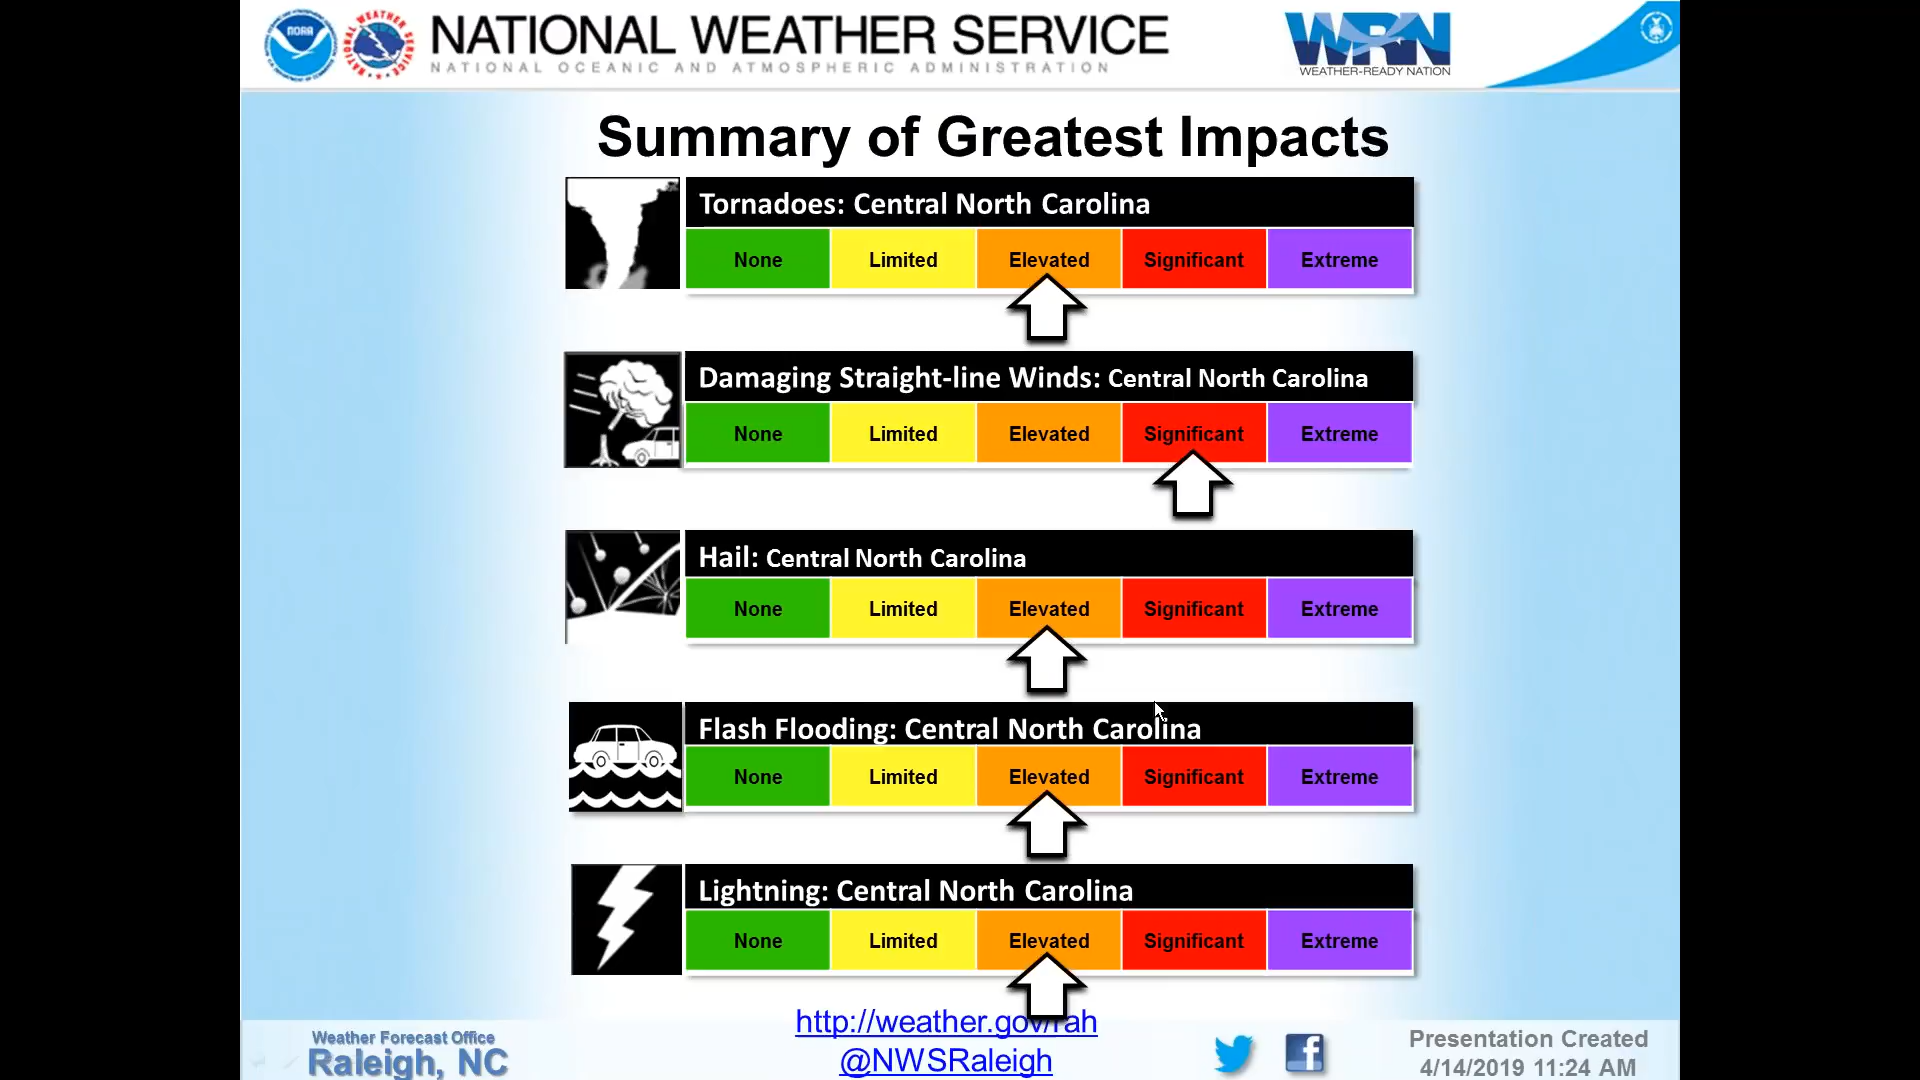 NATIONAL WEATHER SERVICE
NATIONAL OCEANIC AND ATMOSPHERIC ADMINISTRATION
WRN
WEATHER-READY NATION
Summary of Greatest Impacts
Tornadoes: Central North Carolina
None Limited Elevated Significant Extreme
Damaging Straight-line Winds: Central North Carolina
None Limited Elevated Significant Extreme
Hail: Central North Carolina
None Limited Elevated Significant Extreme
Flash Flooding: Central North Carolina
None Limited Elevated Significant Extreme
Lightning: Central North Carolina
None Limited Elevated Significant Extreme
http://weather.gov/rah
@NWSRaleigh
Weather Forecast Office
Raleigh, NC
Presentation Created
4/14/2019 11:24 AM